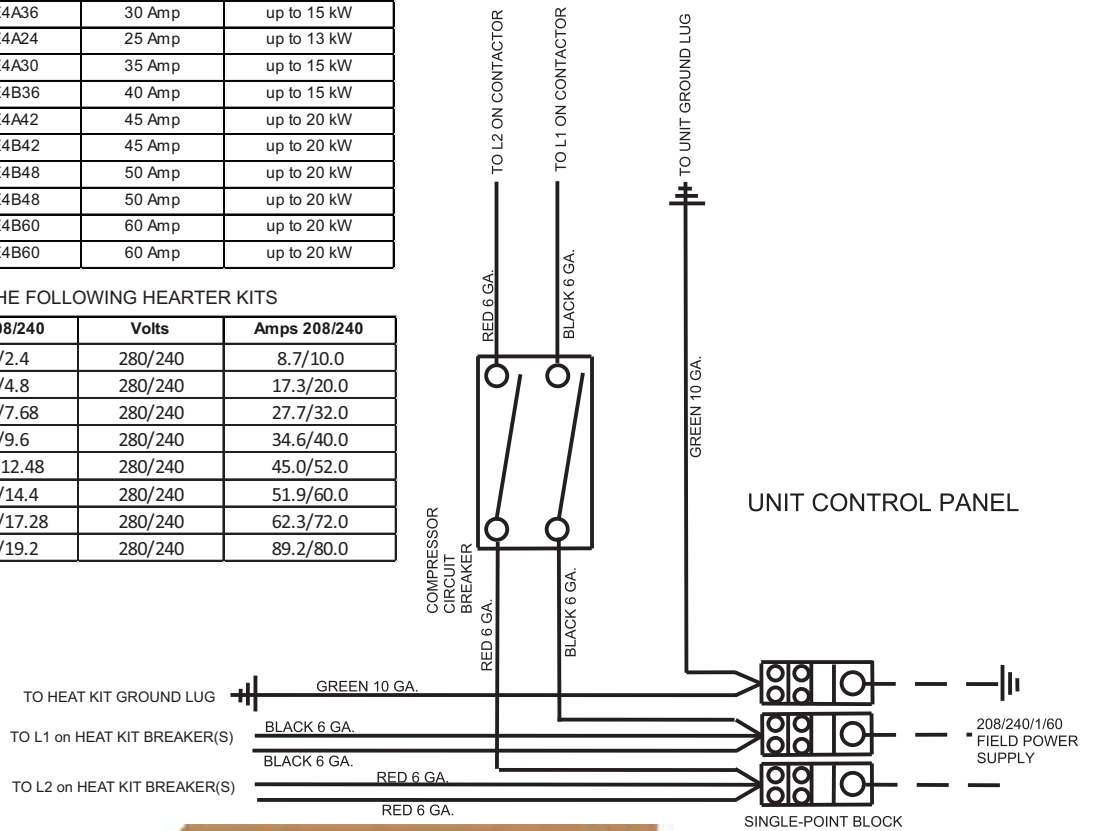 :4A36 30 Amp up to 15 kW
:4A24 25 Amp up to 13 kW
:4A30 35 Amp up to 15 kW
:4B36 40 Amp up to 15 kW
:4A42 45 Amp up to 20 kW
:4B42 45 Amp up to 20 kW
:4B48 50 Amp up to 20 kW
:4B48 50 Amp up to 20 kW
:4B60 60 Amp up to 20 kW
:4B60 60 Amp up to 20 kW
HE FOLLOWING HEARTER KITS
08/240 Volts Amps 208/240
/2.4 280/240 8.7/10.0
/4.8 280/240 17.3/20.0
/7.68 280/240 27.7/32.0
/9.6 280/240 34.6/40.0
/12.48 280/240 45.0/52.0
/14.4 280/240 51.9/60.0
/17.28 280/240 62.3/72.0
/19.2 280/240 89.2/80.0
TO L2 ON CONTACTOR
TO L1 ON CONTACTOR
TO UNIT GROUND LUG
RED 6 GA.
BLACK 6 GA.
GREEN 10 GA.
UNIT CONTROL PANEL
COMPRESSOR
CIRCUIT
BREAKER
RED 6 GA.
BLACK 6 GA.
TO HEAT KIT GROUND LUG
GREEN 10 GA.
TO L1 on HEAT KIT BREAKER(S)
BLACK 6 GA.
BLACK 6 GA.
TO L2 on HEAT KIT BREAKER(S)
RED 6 GA.
RED 6 GA.
208/240/1/60
FIELD POWER
SUPPLY
SINGLE-POINT BLOCK